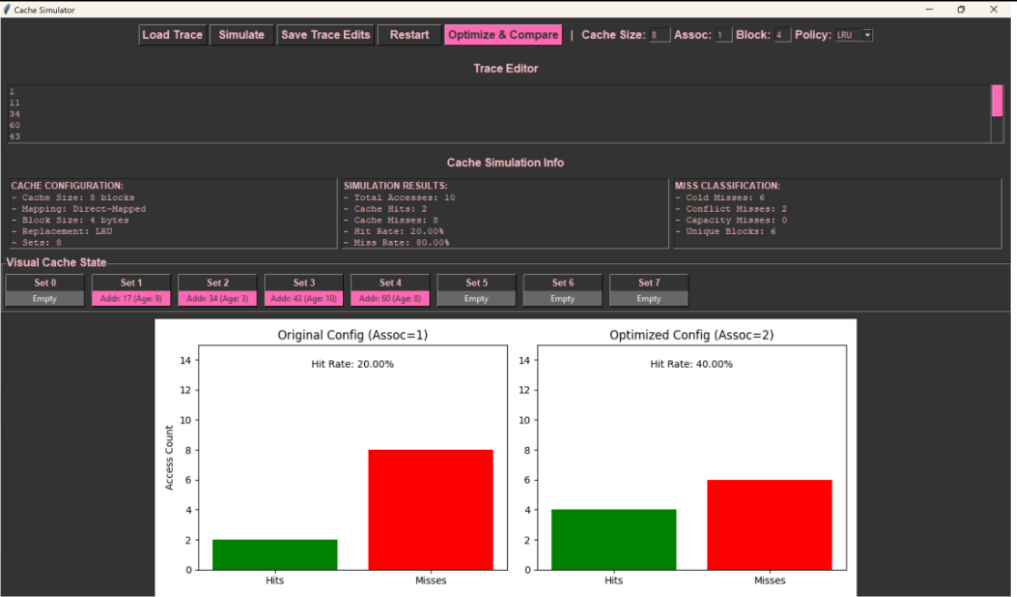 Cache Simulator
Load Trace Simulate Save Trace Edits Restart Optimize & Compare | Cache Size: 8 Assoc: 1 Block: 4 Policy: LRU
Trace Editor
1
11
34
60
43
Cache Simulation Info
CACHE CONFIGURATION:
- Cache Size: 8 blocks
- Mapping: Direct-Mapped
- Block Size: 4 bytes
- Replacement: LRU
- Sets: 8
SIMULATION RESULTS:
- Total Accesses: 10
- Cache Hits: 2
- Cache Misses: 8
- Hit Rate: 20.00%
- Miss Rate: 80.00%
MISS CLASSIFICATION:
- Cold Misses: 6
- Conflict Misses: 2
- Capacity Misses: 0
- Unique Blocks: 6
Visual Cache State
Set 0 Set 1 Set 2 Set 3 Set 4 Set 5 Set 6 Set 7
Empty Addr: 17 (Age: 9) Addr: 34 (Age: 3) Addr: 43 (Age: 10) Addr: 60 (Age: 8) Empty Empty Empty
Original Config (Assoc=1)
Hit Rate: 20.00%
14
12
10
8
6
4
2
0
Access Count
Hits Misses
Optimized Config (Assoc=2)
Hit Rate: 40.00%
14
12
10
8
6
4
2
0
Hits Misses